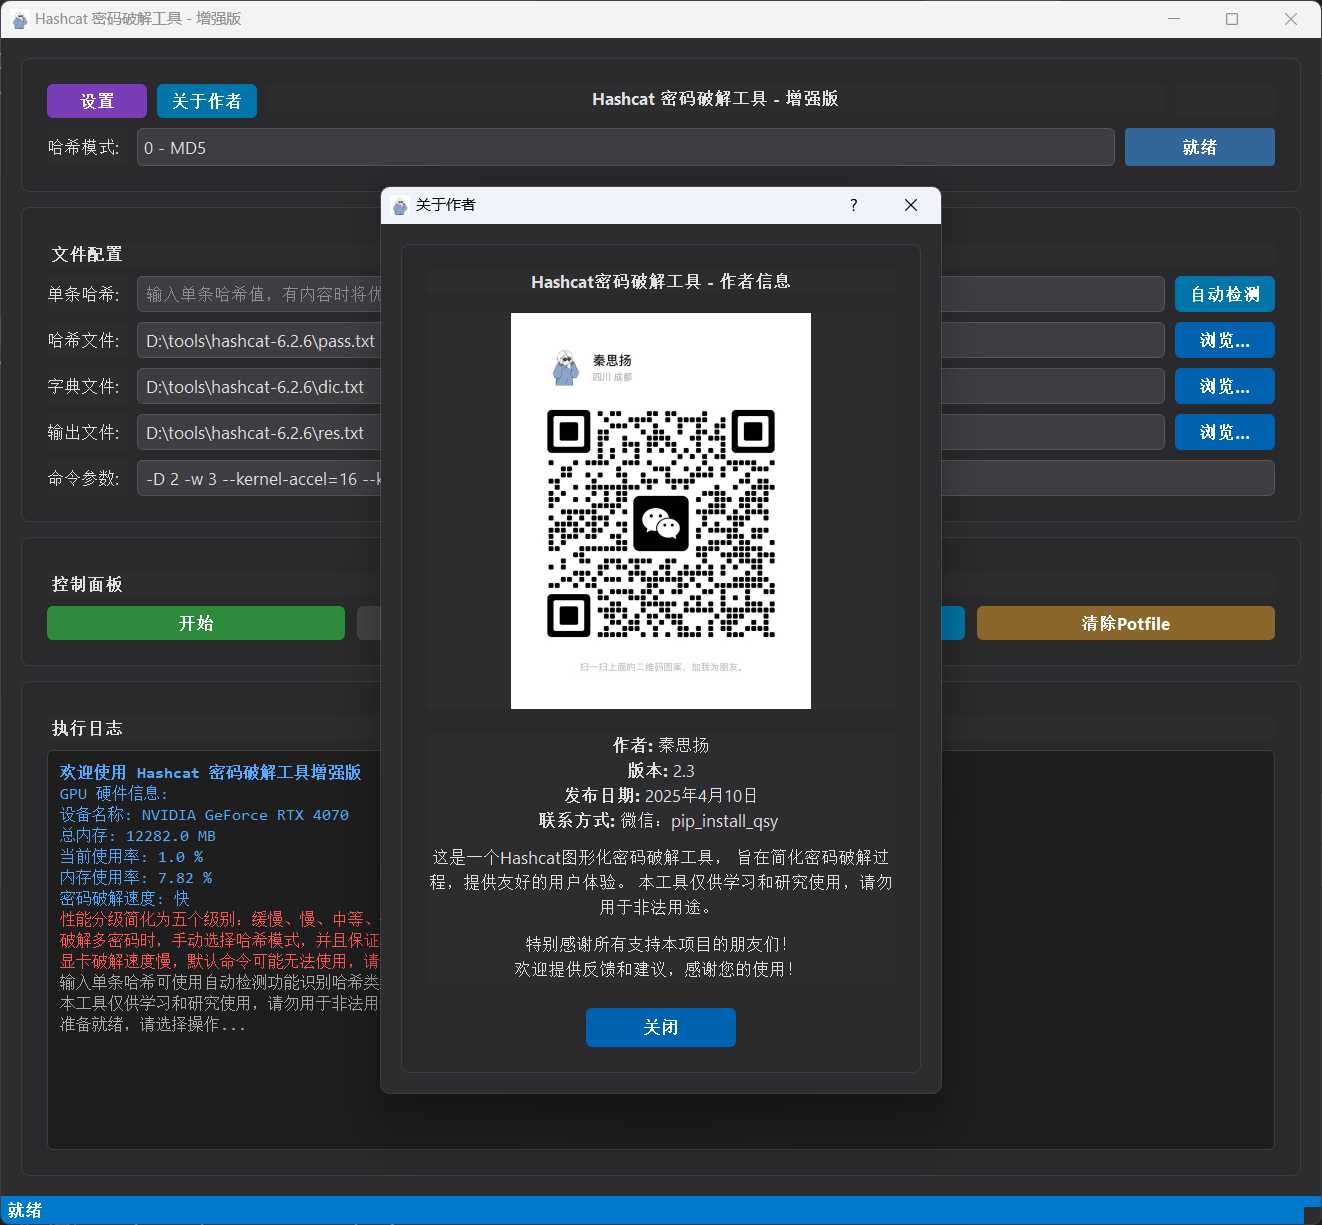 Hashcat 密码破解工具 - 增强版
设置
关于作者
Hashcat 密码破解工具 - 增强版
哈希模式:
0 - MD5
就绪
文件配置
单条哈希:
输入单条哈希值，有内容时将优
自动检测
哈希文件:
D:\tools\hashcat-6.2.6\pass.txt
浏览...
字典文件:
D:\tools\hashcat-6.2.6\dic.txt
浏览...
输出文件:
D:\tools\hashcat-6.2.6\res.txt
浏览...
命令参数:
-D 2 -w 3 --kernel-accel=16 --k
控制面板
开始
清除Potfile
执行日志
欢迎使用 Hashcat 密码破解工具增强版
GPU 硬件信息:
设备名称: NVIDIA GeForce RTX 4070
总内存: 12282.0 MB
当前使用率: 1.0 %
内存使用率: 7.82 %
密码破解速度: 快
性能分级简化为五个级别: 缓慢、慢、中等、
破解多密码时，手动选择哈希模式，并且保证
显卡破解速度慢，默认命令可能无法使用，请
输入单条哈希可使用自动检测功能识别哈希类
本工具仅供学习和研究使用，请勿用于非法用
准备就绪，请选择操作...
关于作者
?
Hashcat密码破解工具 - 作者信息
秦思扬
四川 成都
扫一扫上面的二维码图案，加我为朋友。
作者: 秦思扬
版本: 2.3
发布日期: 2025年4月10日
联系方式: 微信：pip_install_qsy
这是一个Hashcat图形化密码破解工具， 旨在简化密码破解过
程，提供友好的用户体验。 本工具仅供学习和研究使用，请勿
用于非法用途。
特别感谢所有支持本项目的朋友们！
欢迎提供反馈和建议，感谢您的使用！
关闭
就绪